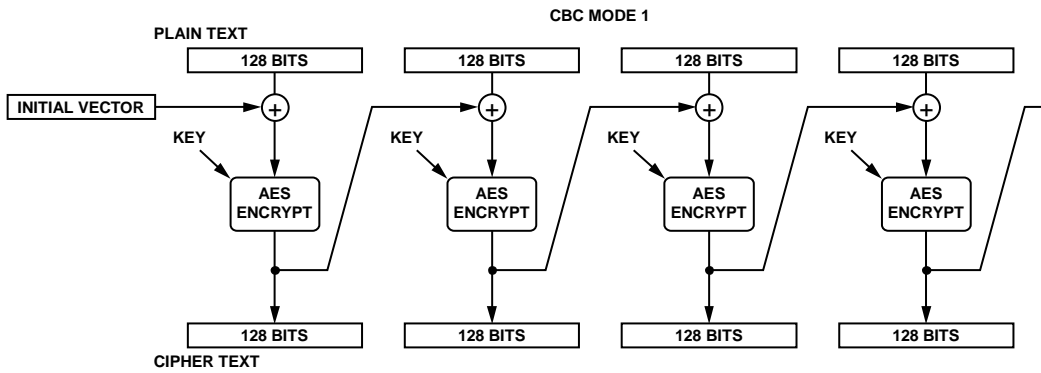 CBC MODE 1
PLAIN TEXT
128 BITS 128 BITS 128 BITS 128 BITS
INITIAL VECTOR + + + +
KEY KEY KEY KEY
AES AES AES AES
ENCRYPT ENCRYPT ENCRYPT ENCRYPT
128 BITS 128 BITS 128 BITS 128 BITS
CIPHER TEXT